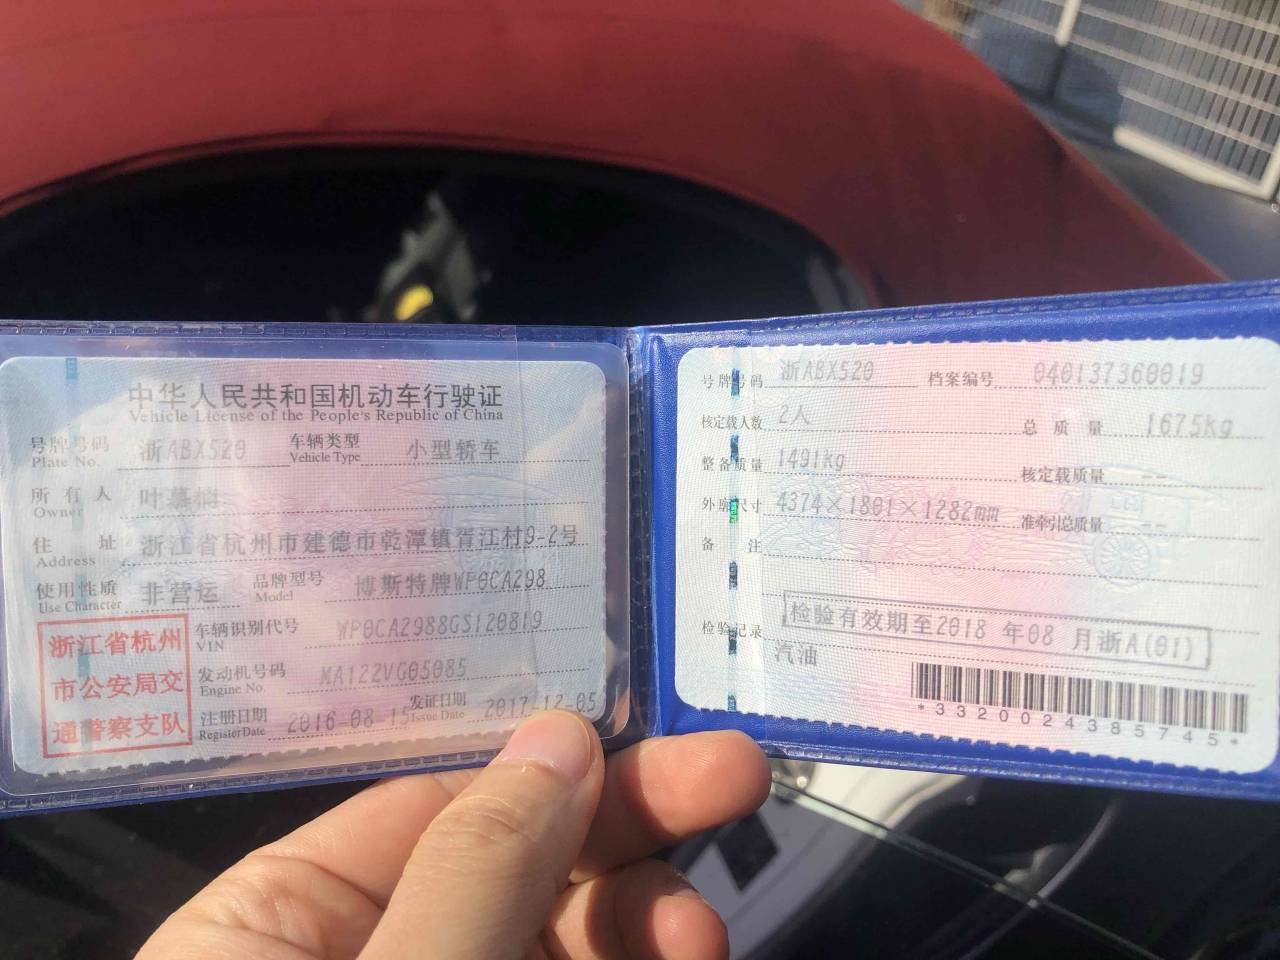 中华人民共和国机动车行驶证
Vehicle License of the People's Republic of China
号牌号码 浙ABX520 车辆类型 小型轿车
Plate No. Vehicle Type
所有人 叶慕
Owner
住址 浙江省杭州市建德市乾潭镇胥江村9-2号
Address
使用性质 非营运 品牌型号 博斯特牌WP0CA298
Use Character Model
浙江省杭州
市公安局交
通警察支队
车辆识别代号 WP0CA2988GS120819
VIN
发动机号码 MA122VG05085
Engine No.
注册日期 2016-08-15 发证日期 2017-12-05
Register Date Issue Date
号牌号码 浙ABX520 档案编号 040137360019
核定载人数 2人 总质量 1675kg
整备质量 1491kg 核定载质量 --
外廓尺寸 4374×1801×1282mm 准牵引总质量 --
备注
检验记录 检验有效期至2018年08月浙A(01)
汽油
*3320024385745*